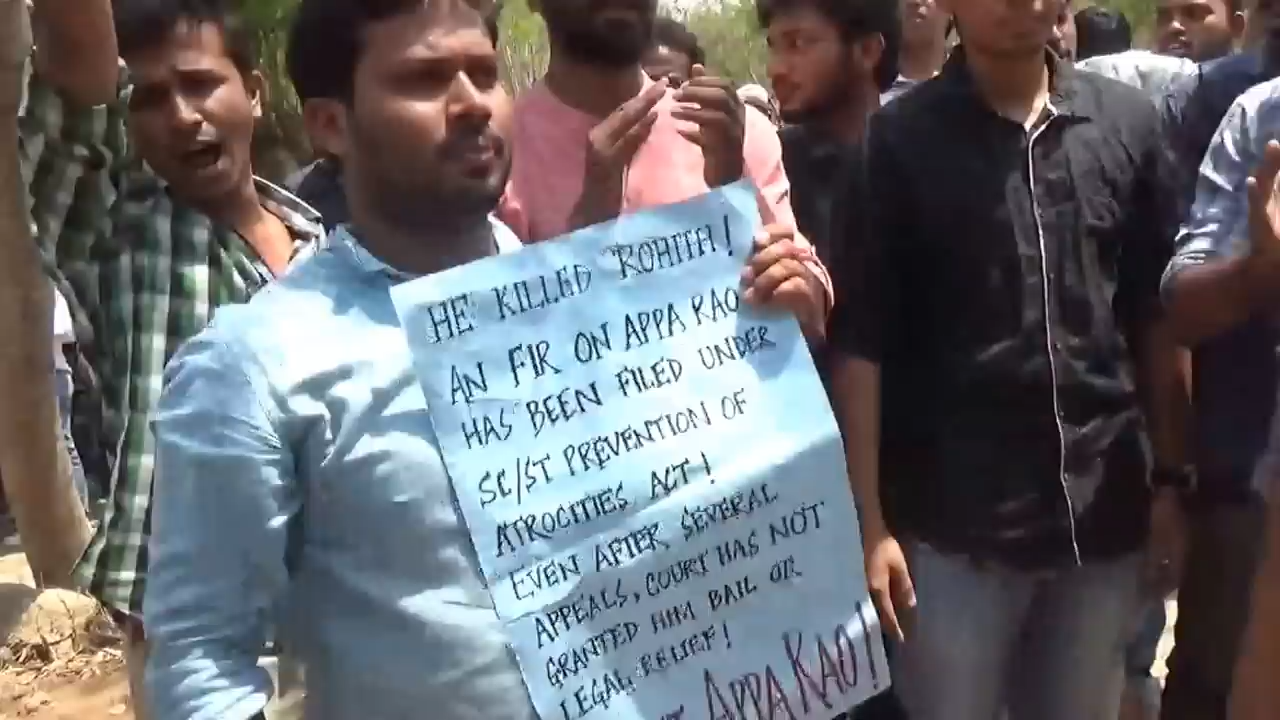 HE KILLED ROHITH!
AN FIR ON APPA RAO
HAS BEEN FILED UNDER
SC/ST PREVENTION OF
ATROCITIES ACT!
EVEN AFTER SEVERAL
APPEALS, COURT HAS NOT
GRANTED HIM BAIL OR
LEGAL RELIEF!
APPA RAO!